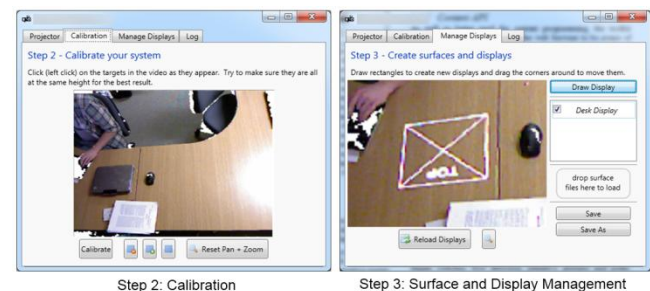 Projector Calibration Manage Displays Log
Step 2 - Calibrate your system
Click (left click) on the targets in the video as they appear. Try to make sure they are all
at the same height for the best result.
Calibrate
Reset Pan + Zoom
Step 2: Calibration
Projector Calibration Manage Displays Log
Step 3 - Create surfaces and displays
Draw rectangles to create new displays and drag the corners around to move them.
Draw Display
Desk Display
TOP
drop surface
files here to load
Save
Save As
Reload Displays
Step 3: Surface and Display Management